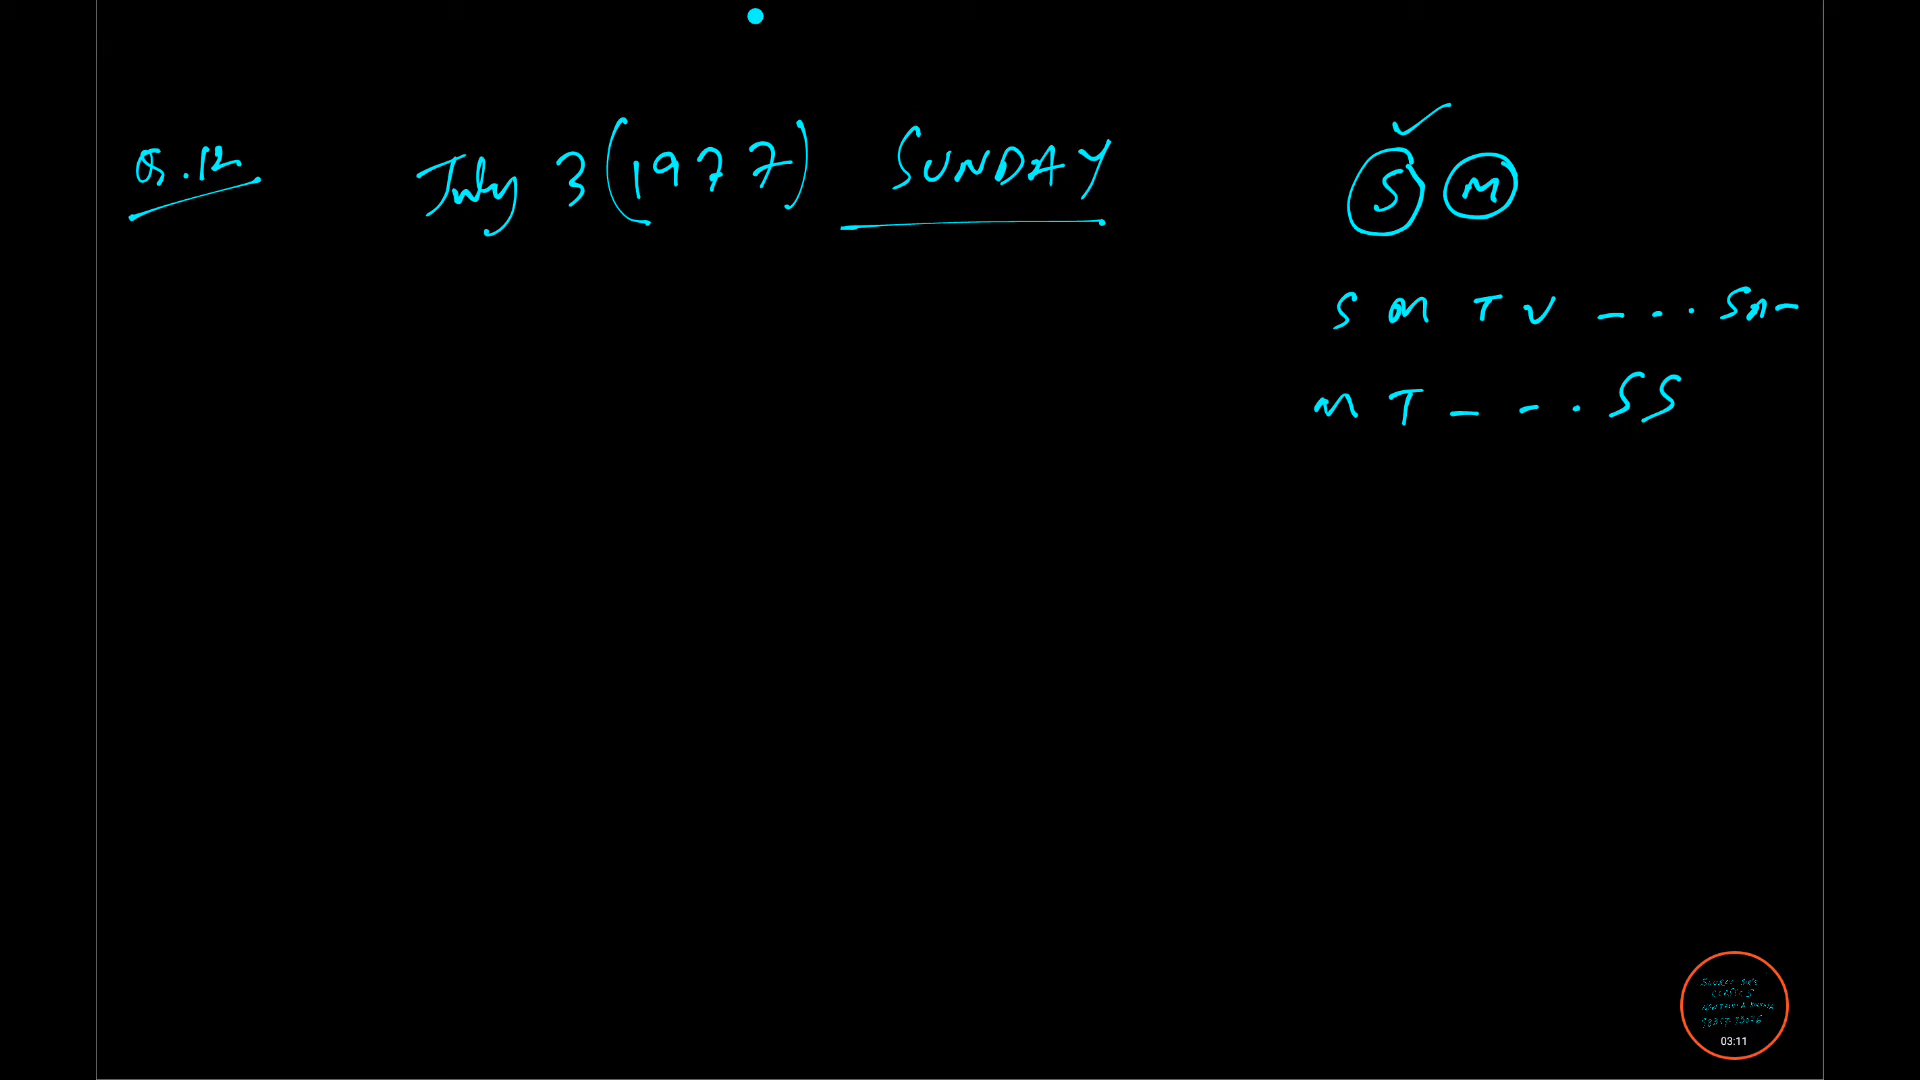 Q.12 July 3 (1977) SUNDAY S M
S M T V - - . . SA-
M T - - . S S
03:11